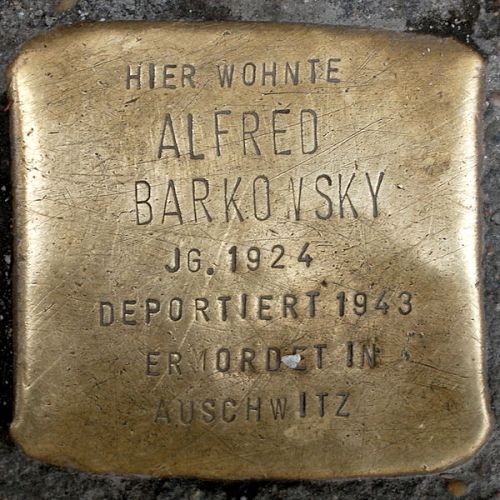 HIER WOHNTE
ALFRED
BARKOWSKY
JG. 1924
DEPORTIERT 1943
ERMORDET IN
AUSCHWITZ